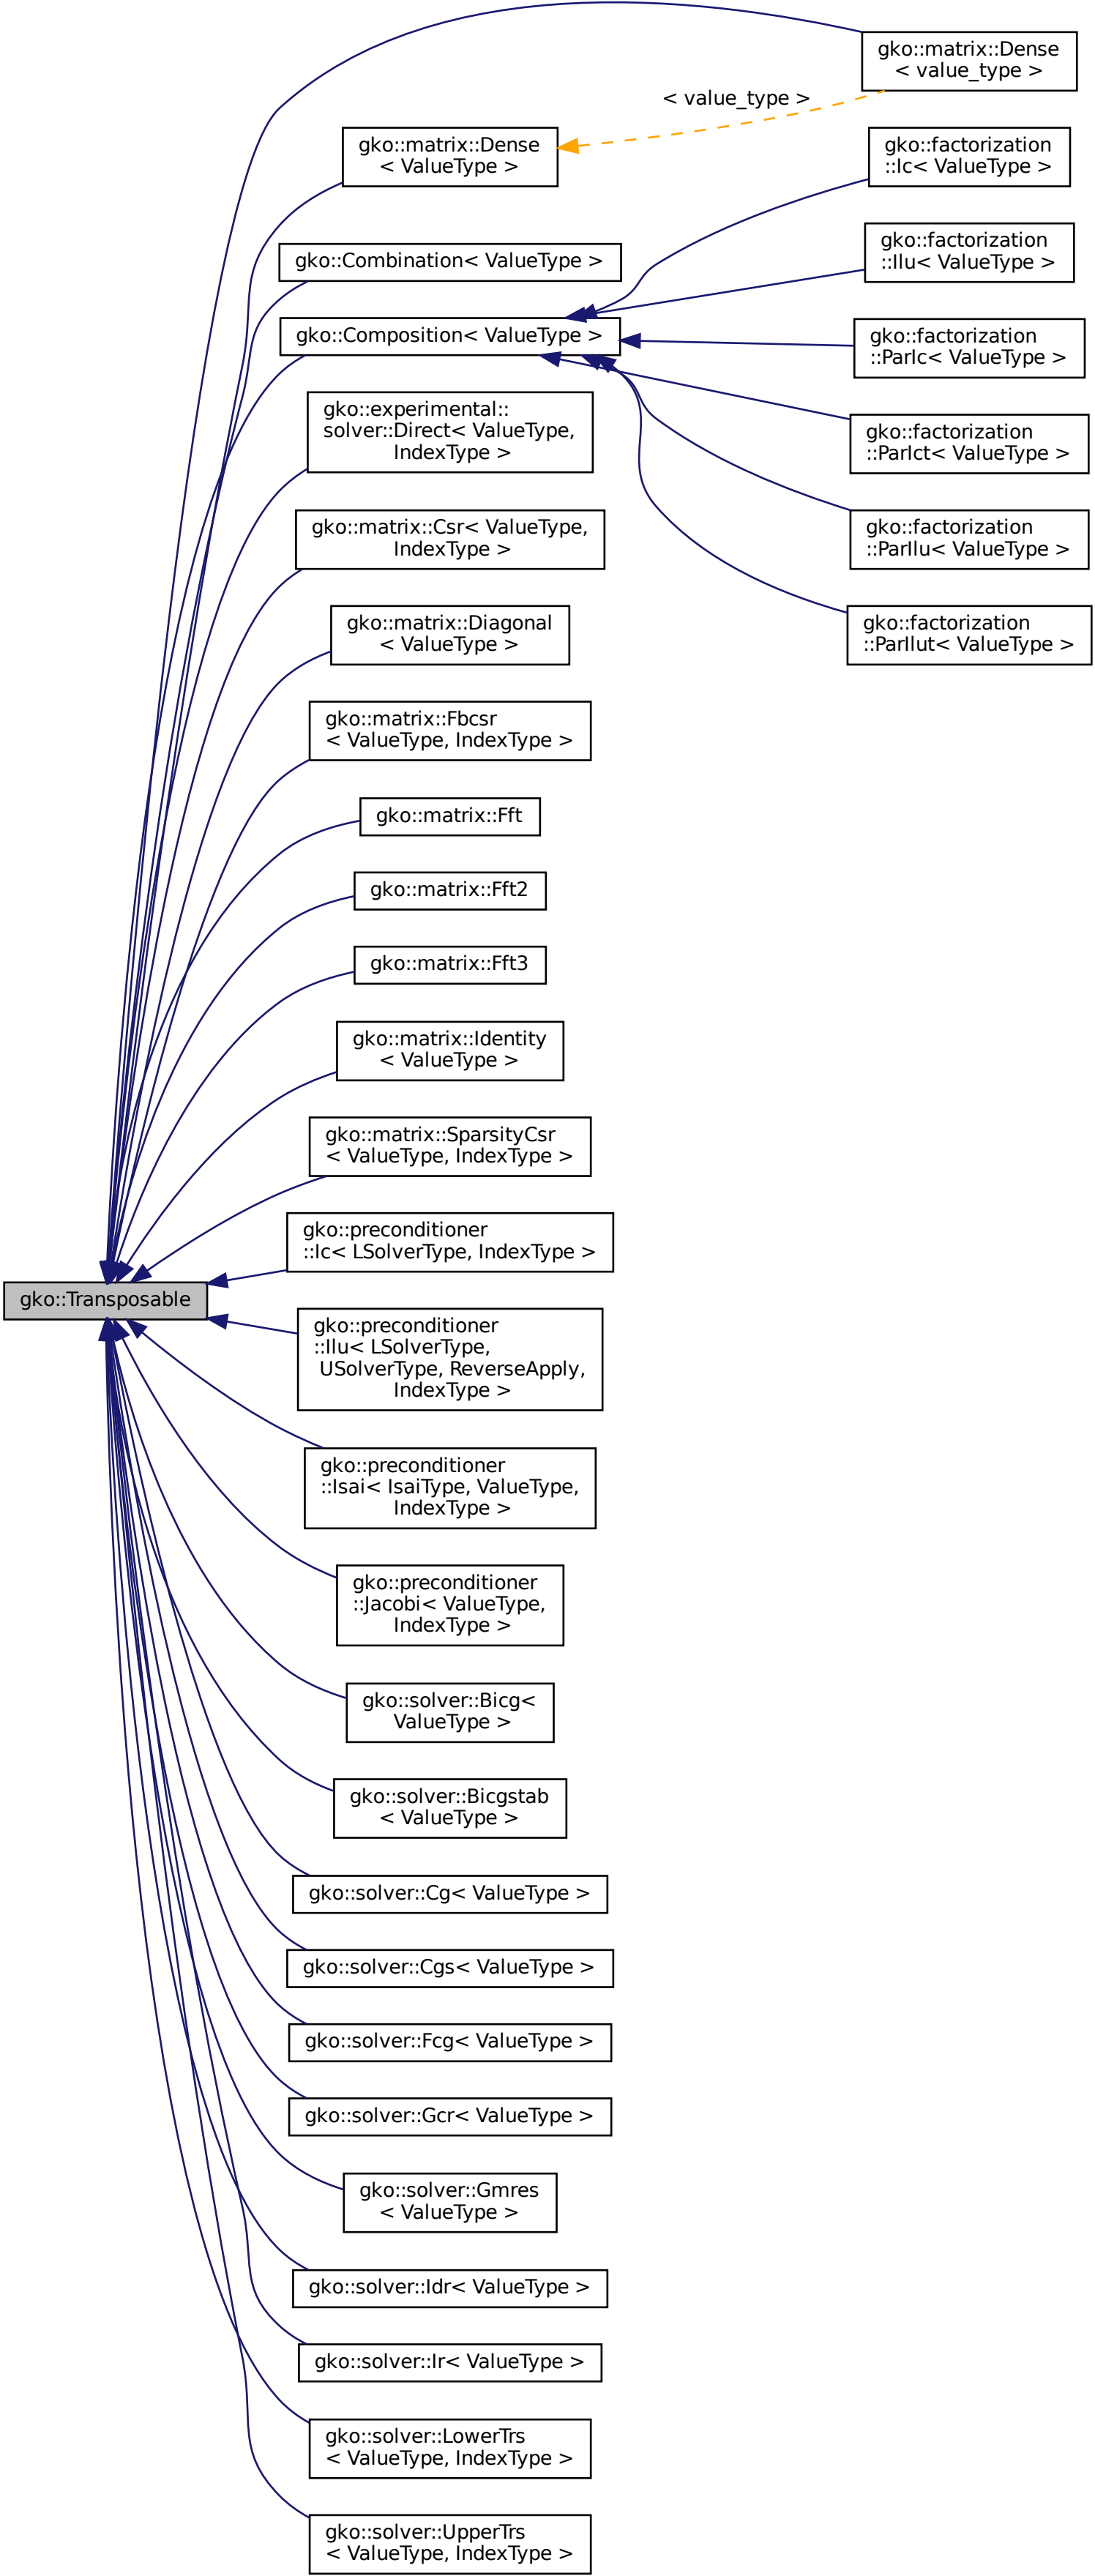 gko::matrix::Dense
< value_type >
< value_type >
gko::matrix::Dense
< ValueType >
gko::factorization
::Ic< ValueType >
gko::factorization
::Ilu< ValueType >
gko::Combination< ValueType >
gko::Composition< ValueType >
gko::factorization
::ParIc< ValueType >
gko::experimental::
solver::Direct< ValueType,
IndexType >
gko::factorization
::ParIct< ValueType >
gko::matrix::Csr< ValueType,
IndexType >
gko::factorization
::ParIlu< ValueType >
gko::matrix::Diagonal
< ValueType >
gko::factorization
::ParIlut< ValueType >
gko::matrix::Fbcsr
< ValueType, IndexType >
gko::matrix::Fft
gko::matrix::Fft2
gko::matrix::Fft3
gko::matrix::Identity
< ValueType >
gko::matrix::SparsityCsr
< ValueType, IndexType >
gko::preconditioner
::Ic< LSolverType, IndexType >
gko::Transposable
gko::preconditioner
::Ilu< LSolverType,
USolverType, ReverseApply,
IndexType >
gko::preconditioner
::Isai< IsaiType, ValueType,
IndexType >
gko::preconditioner
::Jacobi< ValueType,
IndexType >
gko::solver::Bicg<
ValueType >
gko::solver::Bicgstab
< ValueType >
gko::solver::Cg< ValueType >
gko::solver::Cgs< ValueType >
gko::solver::Fcg< ValueType >
gko::solver::Gcr< ValueType >
gko::solver::Gmres
< ValueType >
gko::solver::Idr< ValueType >
gko::solver::Ir< ValueType >
gko::solver::LowerTrs
< ValueType, IndexType >
gko::solver::UpperTrs
< ValueType, IndexType >